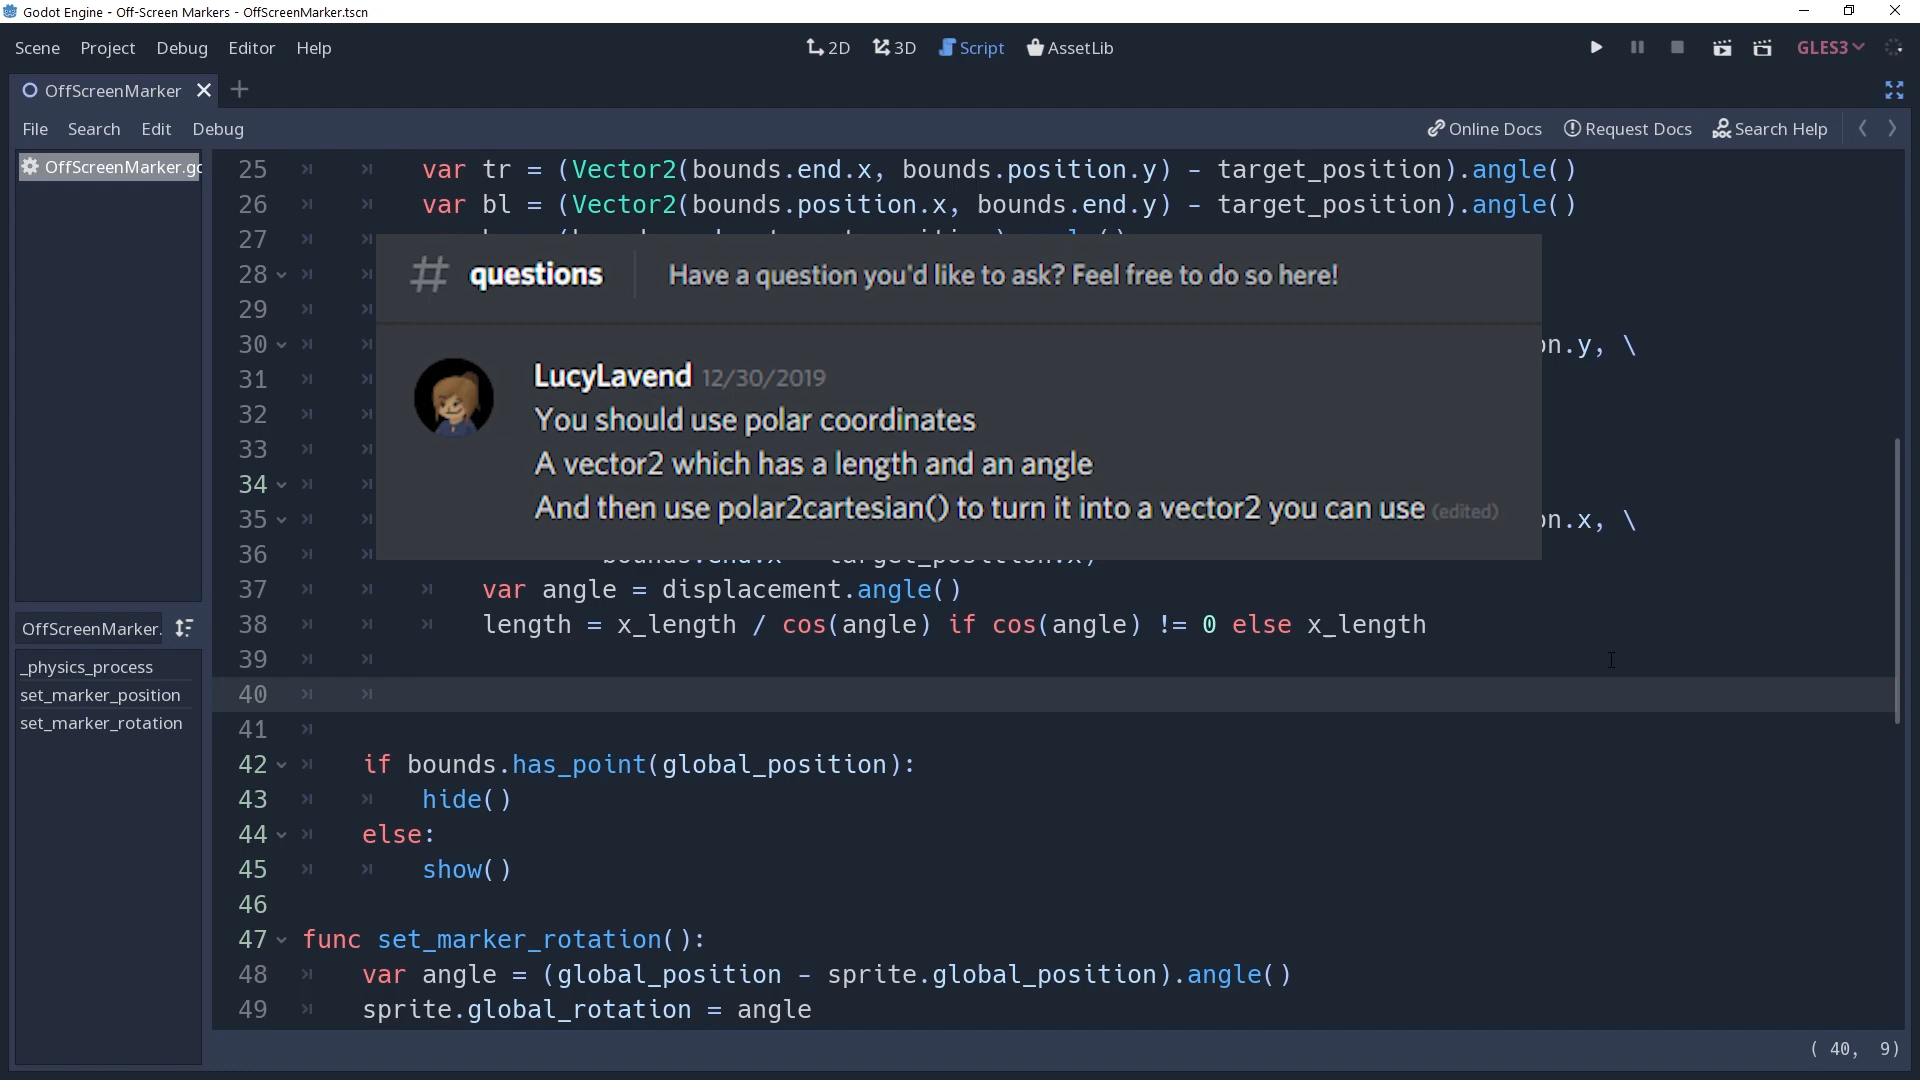 Godot Engine - Off-Screen Markers - OffScreenMarker.tscn
Scene Project Debug Editor Help
2D 3D Script AssetLib
GLES3
OffScreenMarker
File Search Edit Debug
Online Docs Request Docs Search Help
OffScreenMarker.gd
25 var tr = (Vector2(bounds.end.x, bounds.position.y) - target_position).angle()
26 var bl = (Vector2(bounds.position.x, bounds.end.y) - target_position).angle()
27
28
29
30 on.y, \
31
32
33
34
35 on.x, \
36
# questions Have a question you'd like to ask? Feel free to do so here!
LucyLavend 12/30/2019
You should use polar coordinates
A vector2 which has a length and an angle
And then use polar2cartesian() to turn it into a vector2 you can use (edited)
37 var angle = displacement.angle()
38 length = x_length / cos(angle) if cos(angle) != 0 else x_length
39
40
41
42 if bounds.has_point(global_position):
43 hide()
44 else:
45 show()
46
47 func set_marker_rotation():
48 var angle = (global_position - sprite.global_position).angle()
49 sprite.global_rotation = angle
OffScreenMarker.
_physics_process
set_marker_position
set_marker_rotation
( 40, 9)